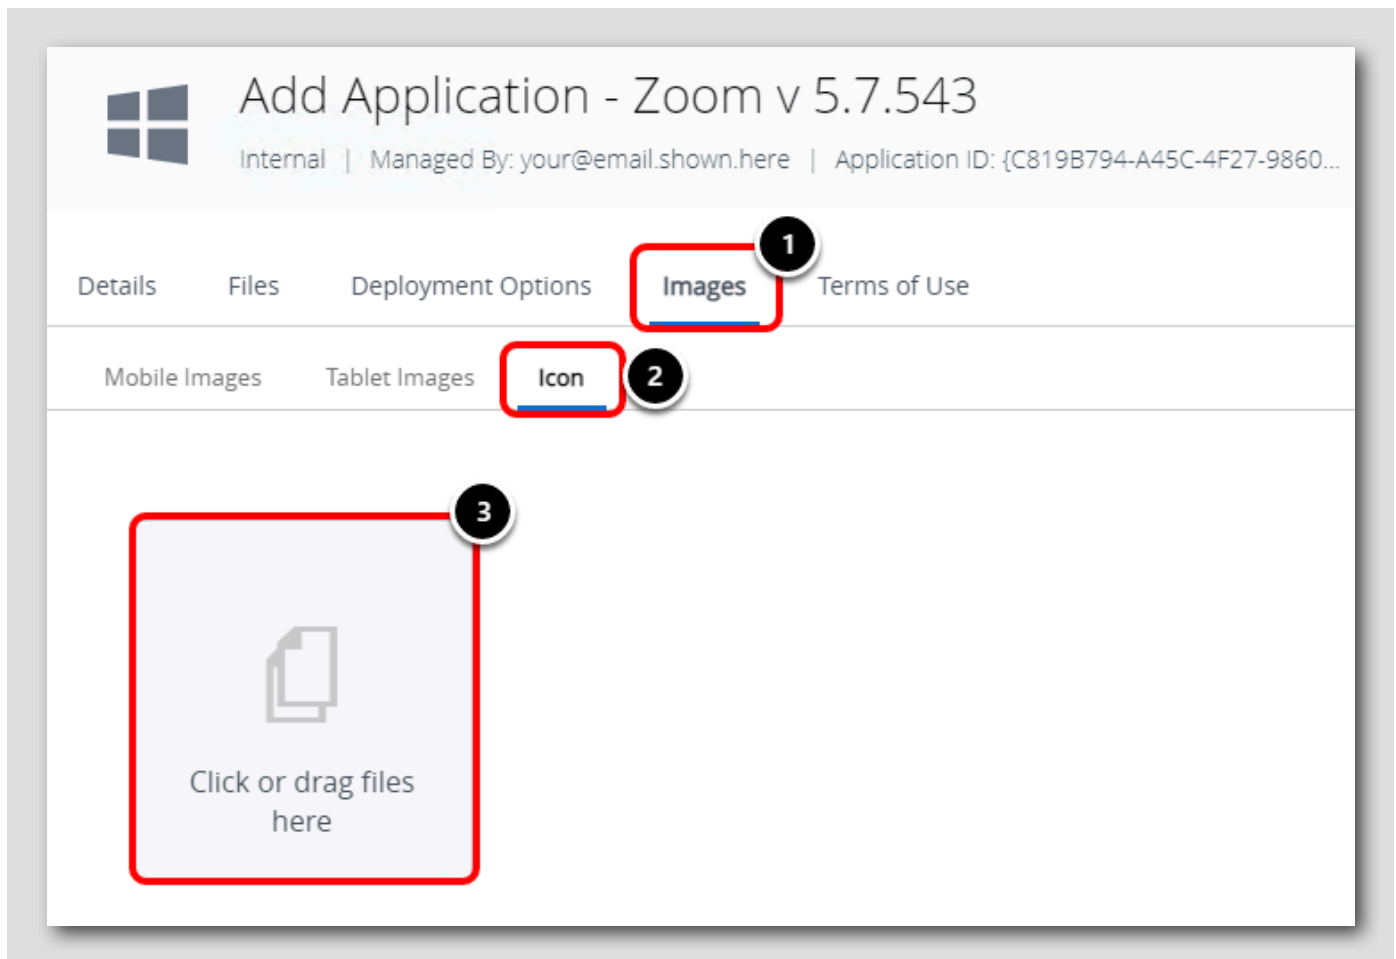 Add Application - Zoom v 5.7.543
Internal | Managed By: your@email.shown.here | Application ID: {C819B794-A45C-4F27-9860...
1
Details Files Deployment Options Images Terms of Use
Mobile Images Tablet Images Icon 2
3
Click or drag files
here